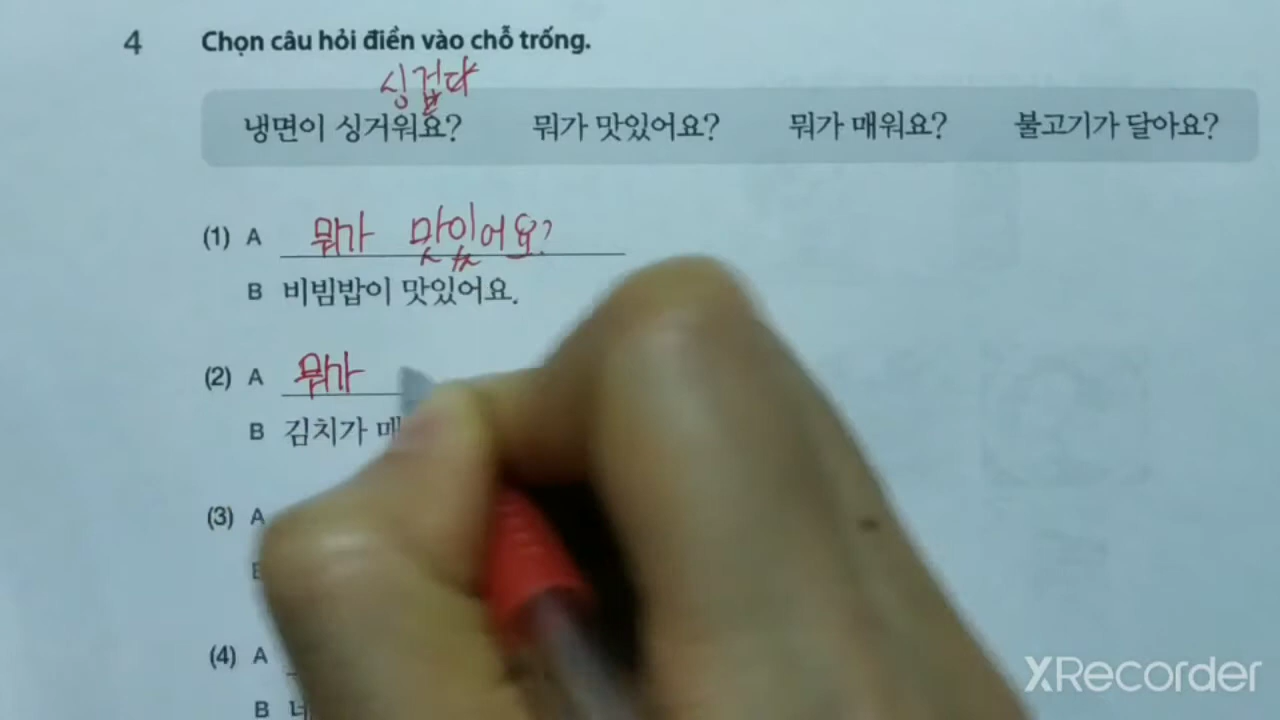 4 Chọn câu hỏi điền vào chỗ trống.
싱겁다
냉면이 싱거워요? 뭐가 맛있어요? 뭐가 매워요? 불고기가 달아요?
(1) A 뭐가 맛있어요?
B 비빔밥이 맛있어요.
(2) A 뭐가
B 김치가
(3) A
(4) A
B 네
XRecorder